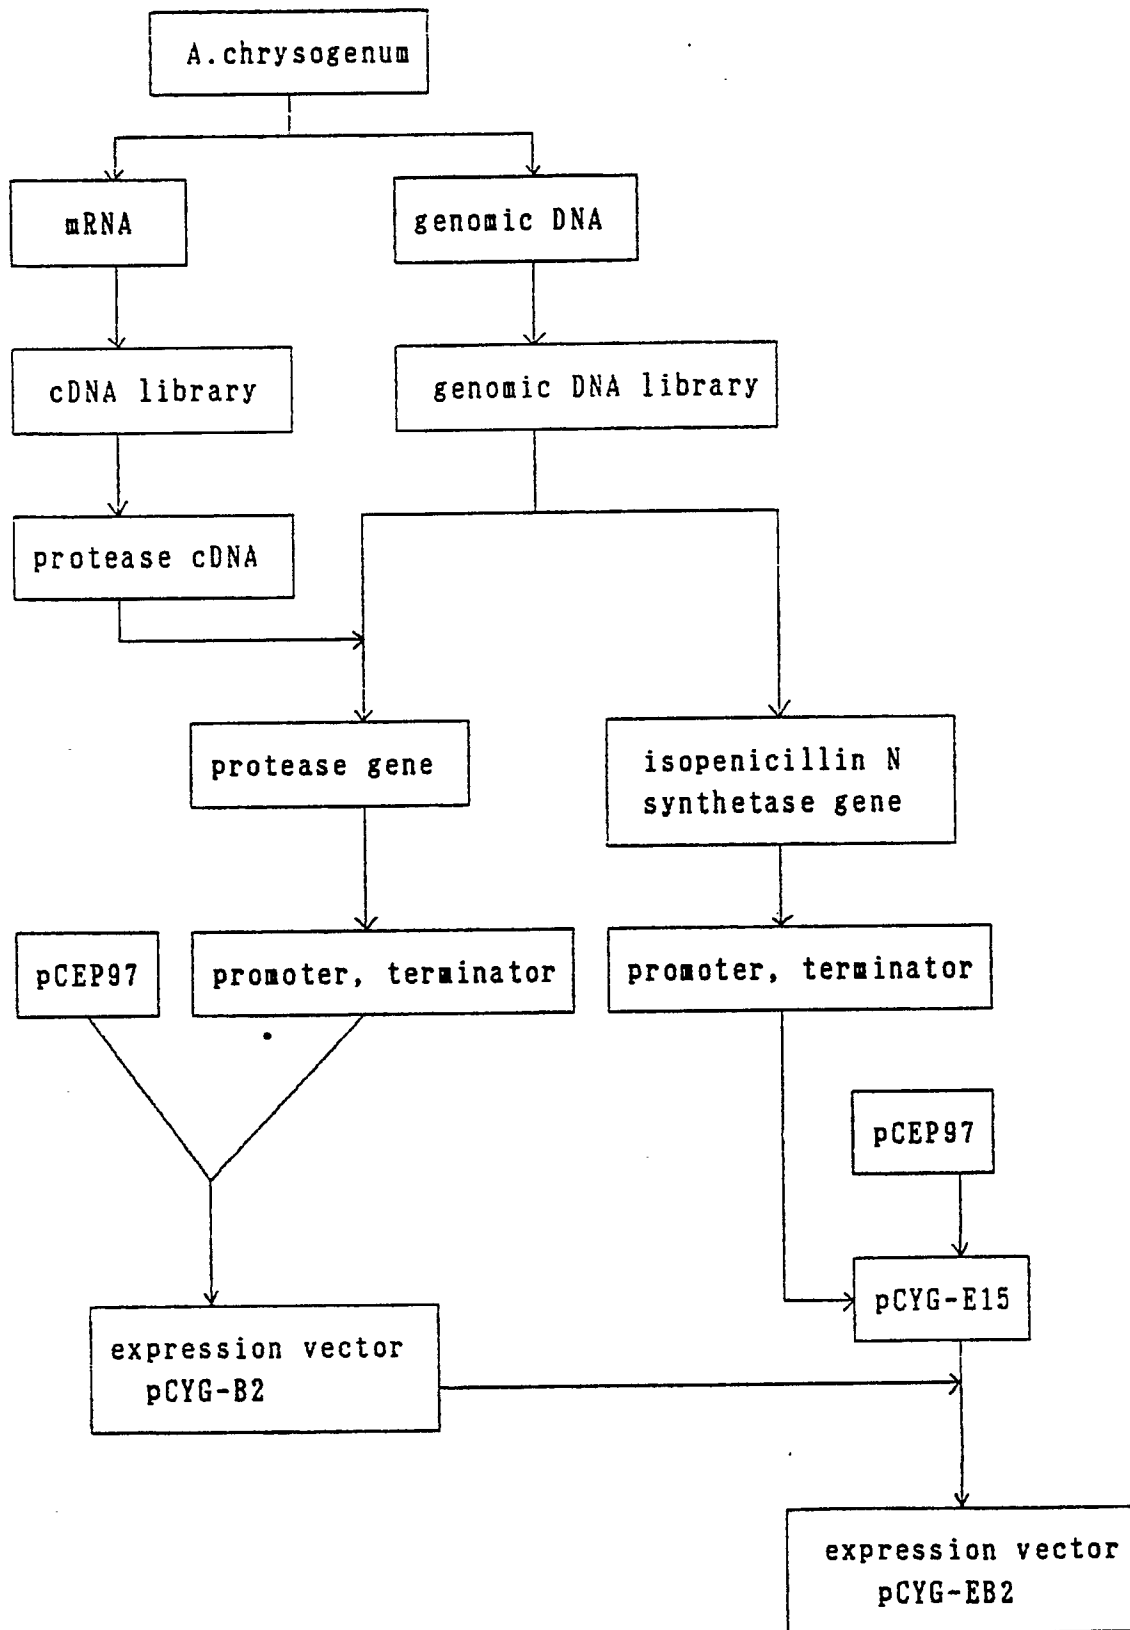 A.chrysogenum
mRNA
genomic DNA
cDNA library
genomic DNA library
protease cDNA
protease gene
isopenicillin N
synthetase gene
pCEP97
promoter, terminator
promoter, terminator
pCEP97
pCYG-E15
expression vector
pCYG-B2
expression vector
pCYG-EB2